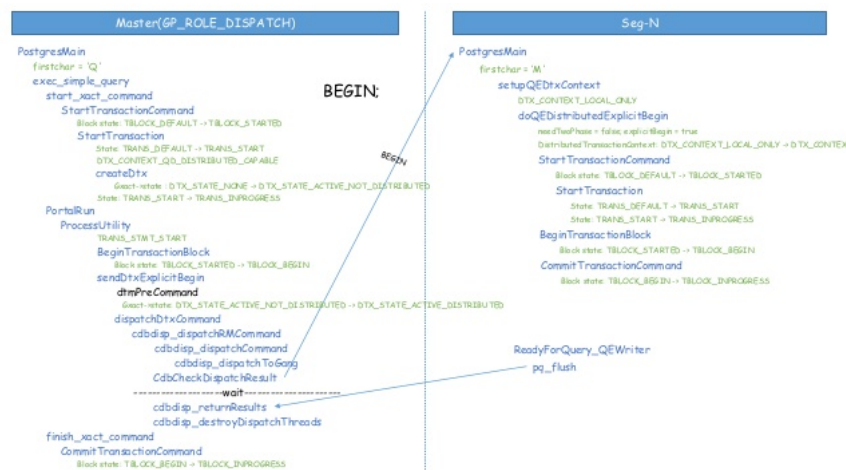 Master(GP_ROLE_DISPATCH)
PostgresMain
firstchar = 'Q'
exec_simple_query
start_xact_command
StartTransactionCommand
Block state: TBLOCK_DEFAULT -> TBLOCK_STARTED
StartTransaction
State: TRANS_DEFAULT -> TRANS_START
DTX_CONTEXT_QD_DISTRIBUTED_CAPABLE
createDtx
Gxact->state : DTX_STATE_NONE -> DTX_STATE_ACTIVE_NOT_DISTRIBUTED
State: TRANS_START -> TRANS_INPROGRESS
PortalRun
ProcessUtility
TRANS_STMT_START
BeginTransactionBlock
Block state: TBLOCK_STARTED -> TBLOCK_BEGIN
sendDtxExplicitBegin
dtmPreCommand
Gxact->state: DTX_STATE_ACTIVE_NOT_DISTRIBUTED -> DTX_STATE_ACTIVE_DISTRIBUTED
dispatchDtxCommand
cdbdisp_dispatchRMCommand
cdbdisp_dispatchCommand
cdbdisp_dispatchToGang
CdbCheckDispatchResult
---------------------wait---------------------
cdbdisp_returnResults
cdbdisp_destroyDispatchThreads
finish_xact_command
CommitTransactionCommand
Block state: TBLOCK_BEGIN -> TBLOCK_INPROGRESS
BEGIN;
BEGIN
Seg-N
PostgresMain
firstchar = 'M'
setupQEDtxContext
DTX_CONTEXT_LOCAL_ONLY
doQEDistributedExplicitBegin
needTwoPhase = false; explicitBegin = true
DistributedTransactionContext: DTX_CONTEXT_LOCAL_ONLY -> DTX_CONTEX
StartTransactionCommand
Block state: TBLOCK_DEFAULT -> TBLOCK_STARTED
StartTransaction
State: TRANS_DEFAULT -> TRANS_START
State: TRANS_START -> TRANS_INPROGRESS
BeginTransactionBlock
Block state: TBLOCK_STARTED -> TBLOCK_BEGIN
CommitTransactionCommand
Block state: TBLOCK_BEGIN -> TBLOCK_INPROGRESS
ReadyForQuery_QEWriter
pq_flush